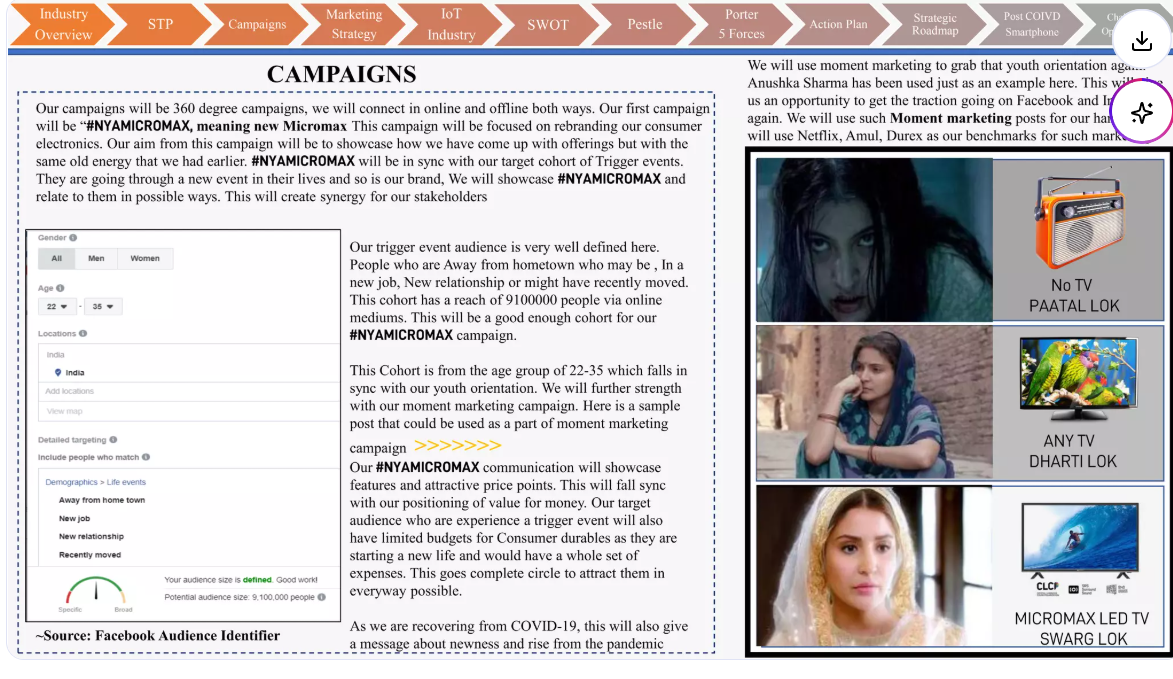 Industry
Overview
STP
Campaigns
Marketing
Strategy
IoT
Industry
SWOT
Pestle
Porter
5 Forces
Action Plan
Strategic
Roadmap
Post COIVD
Smartphone
CAMPAIGNS
Our campaigns will be 360 degree campaigns, we will connect in online and offline both ways. Our first campaign
will be “#NYAMICROMAX, meaning new Micromax This campaign will be focused on rebranding our consumer
electronics. Our aim from this campaign will be to showcase how we have come up with offerings but with the
same old energy that we had earlier. #NYAMICROMAX will be in sync with our target cohort of Trigger events.
They are going through a new event in their lives and so is our brand, We will showcase #NYAMICROMAX and
relate to them in possible ways. This will create synergy for our stakeholders
Gender
All Men Women
Age
22 - 35
Locations
India
India
Add locations
View map
Detailed targeting
Include people who match
Demographics > Life events
Away from home town
New job
New relationship
Recently moved
Specific Broad
Your audience size is defined. Good work!
Potential audience size: 9,100,000 people
~Source: Facebook Audience Identifier
Our trigger event audience is very well defined here.
People who are Away from hometown who may be , In a
new job, New relationship or might have recently moved.
This cohort has a reach of 9100000 people via online
mediums. This will be a good enough cohort for our
#NYAMICROMAX campaign.
This Cohort is from the age group of 22-35 which falls in
sync with our youth orientation. We will further strength
with our moment marketing campaign. Here is a sample
post that could be used as a part of moment marketing
campaign >>>>>>>
Our #NYAMICROMAX communication will showcase
features and attractive price points. This will fall sync
with our positioning of value for money. Our target
audience who are experience a trigger event will also
have limited budgets for Consumer durables as they are
starting a new life and would have a whole set of
expenses. This goes complete circle to attract them in
everyway possible.
As we are recovering from COVID-19, this will also give
a message about newness and rise from the pandemic
We will use moment marketing to grab that youth orientation
Anushka Sharma has been used just as an example here. This
us an opportunity to get the traction going on Facebook and
again. We will use such Moment marketing posts for our
will use Netflix, Amul, Durex as our benchmarks for such
No TV
PAATAL LOK
ANY TV
DHARTI LOK
MICROMAX LED TV
SWARG LOK